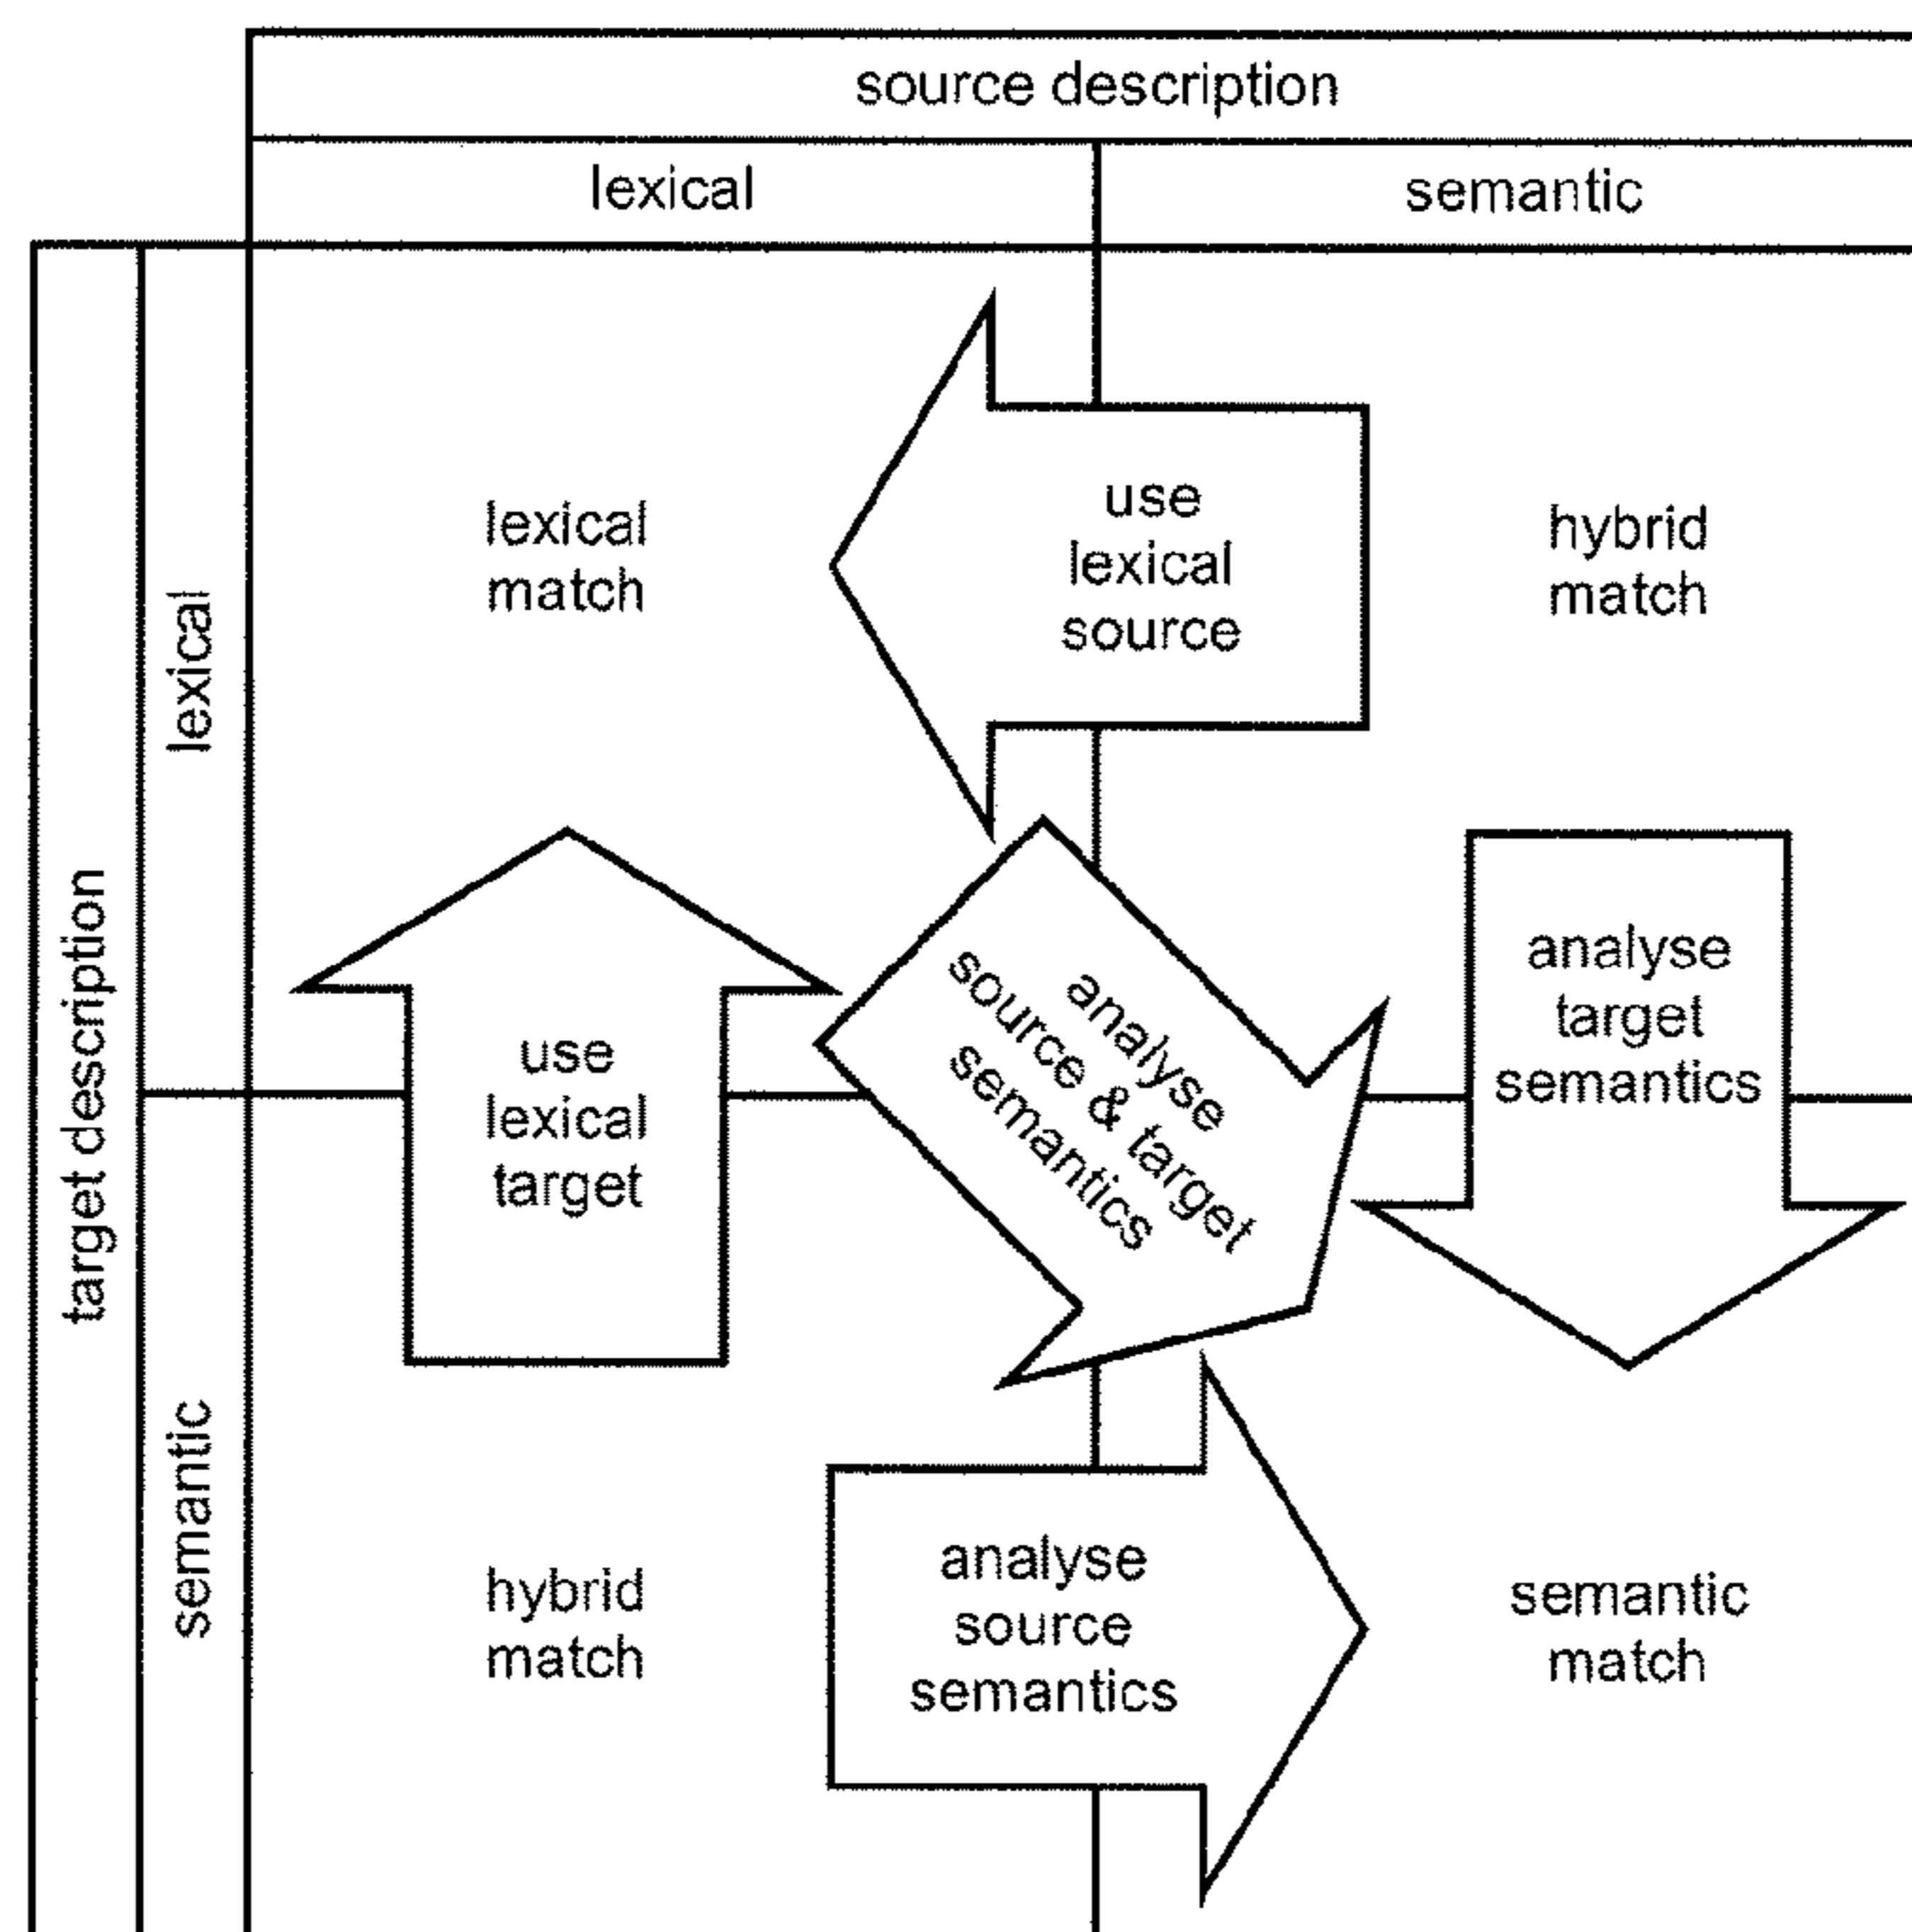 source description
lexical
semantic
target description
lexical
semantic
lexical
match
use
lexical
source
hybrid
match
use
lexical
target
analyse
source & target
semantics
analyse
target
semantics
hybrid
match
analyse
source
semantics
semantic
match